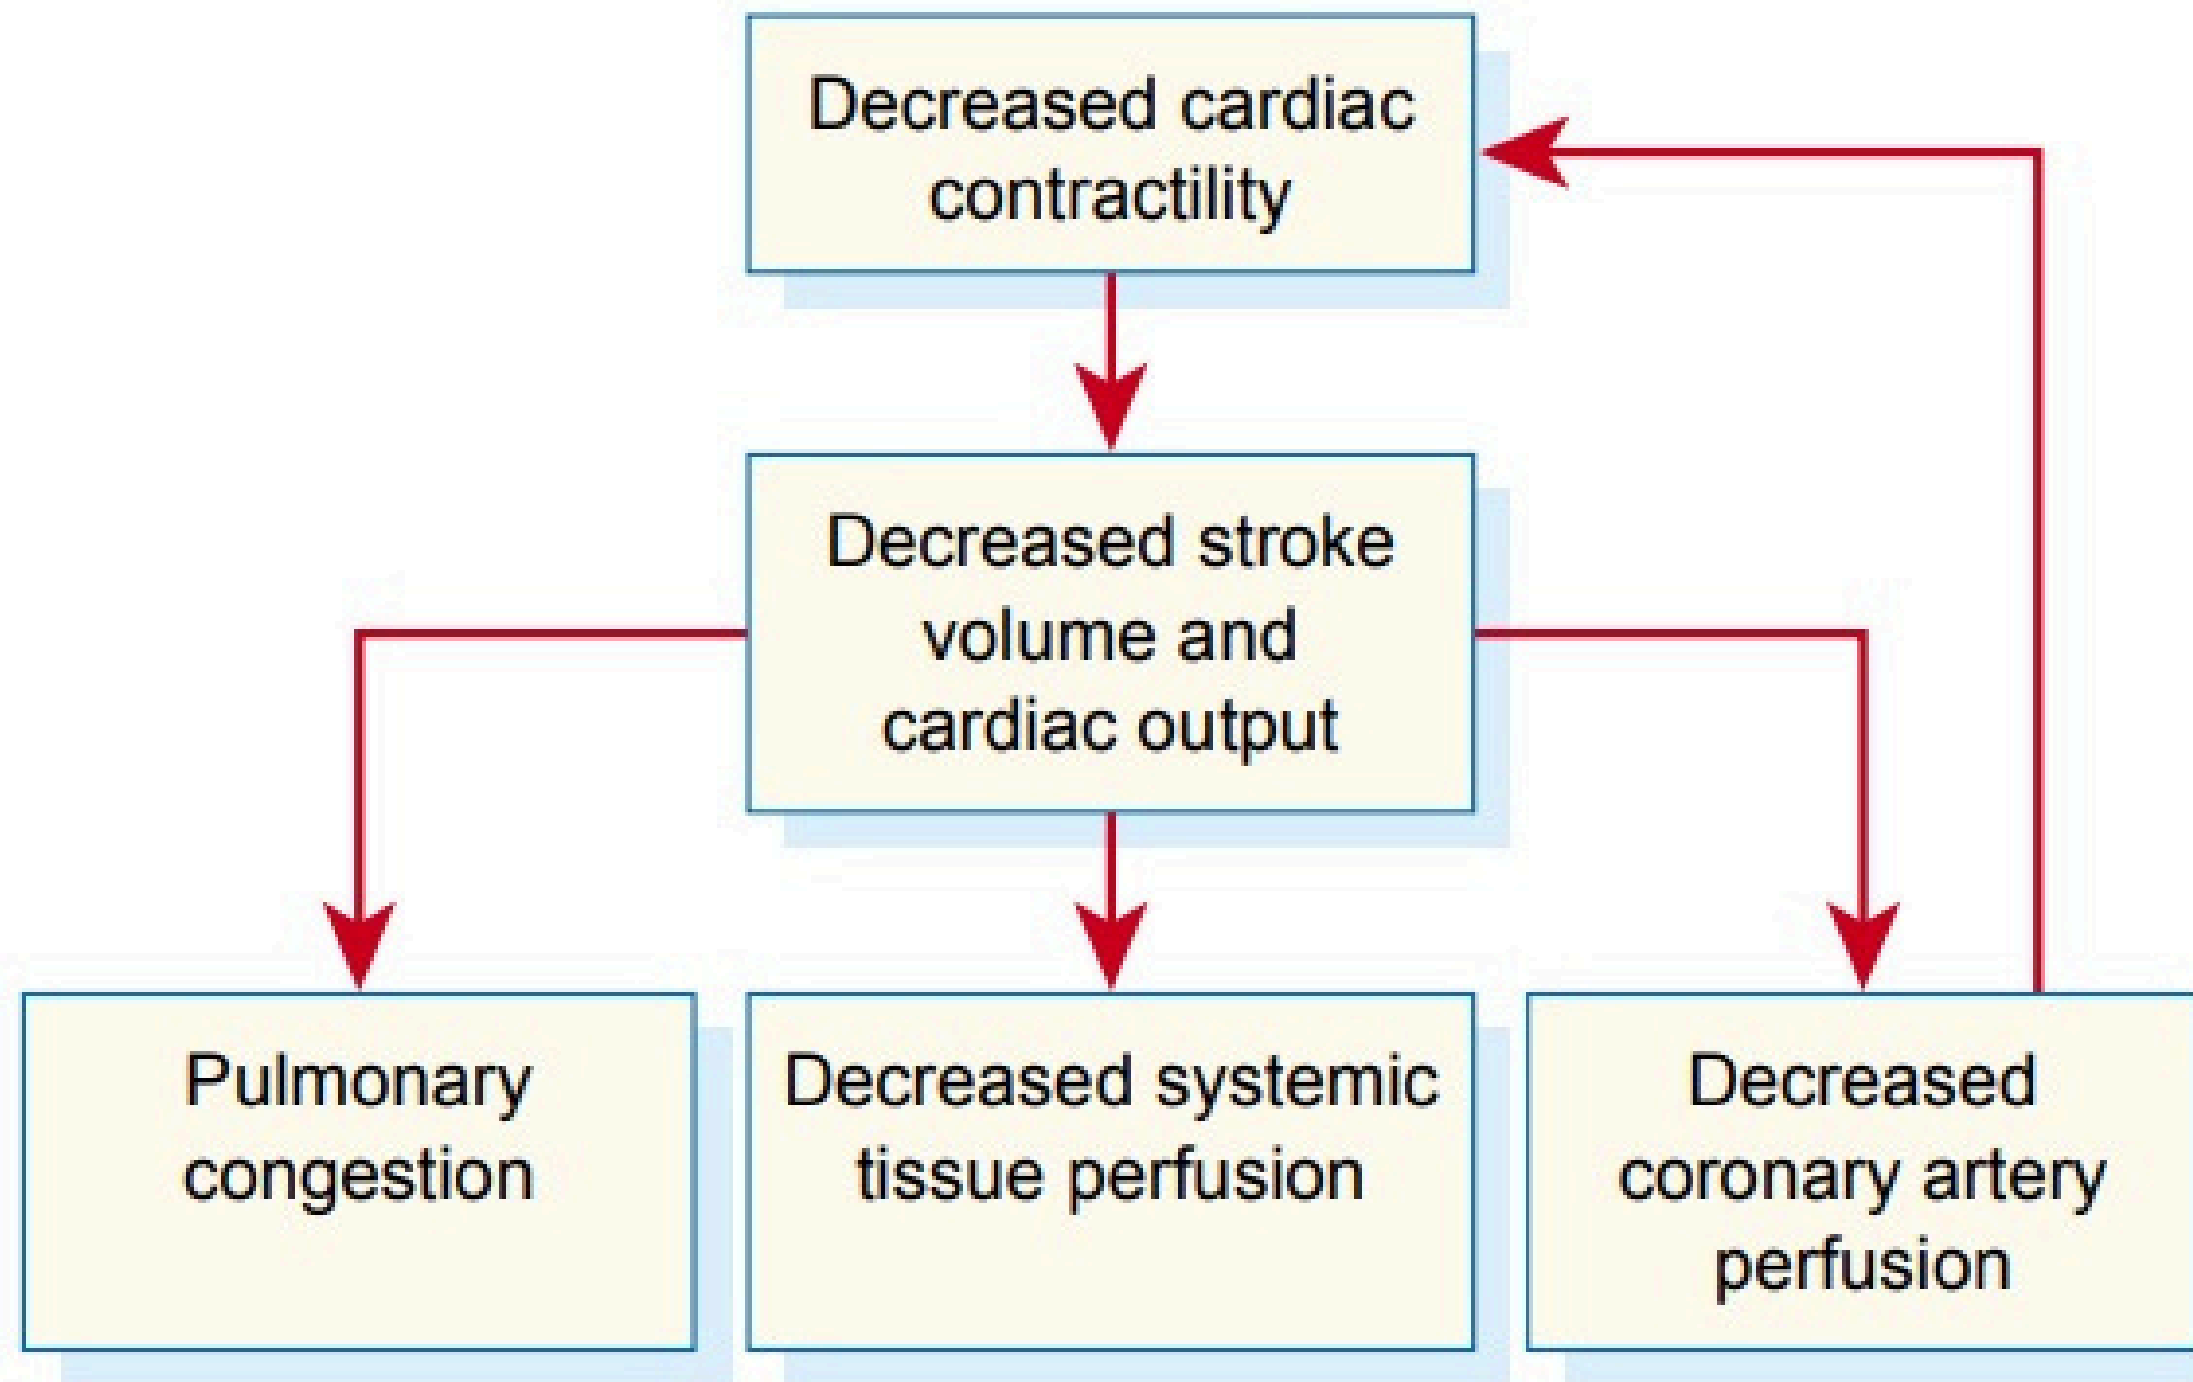 Decreased cardiac
contractility
Decreased stroke
volume and
cardiac output
Pulmonary
congestion
Decreased systemic
tissue perfusion
Decreased
coronary artery
perfusion